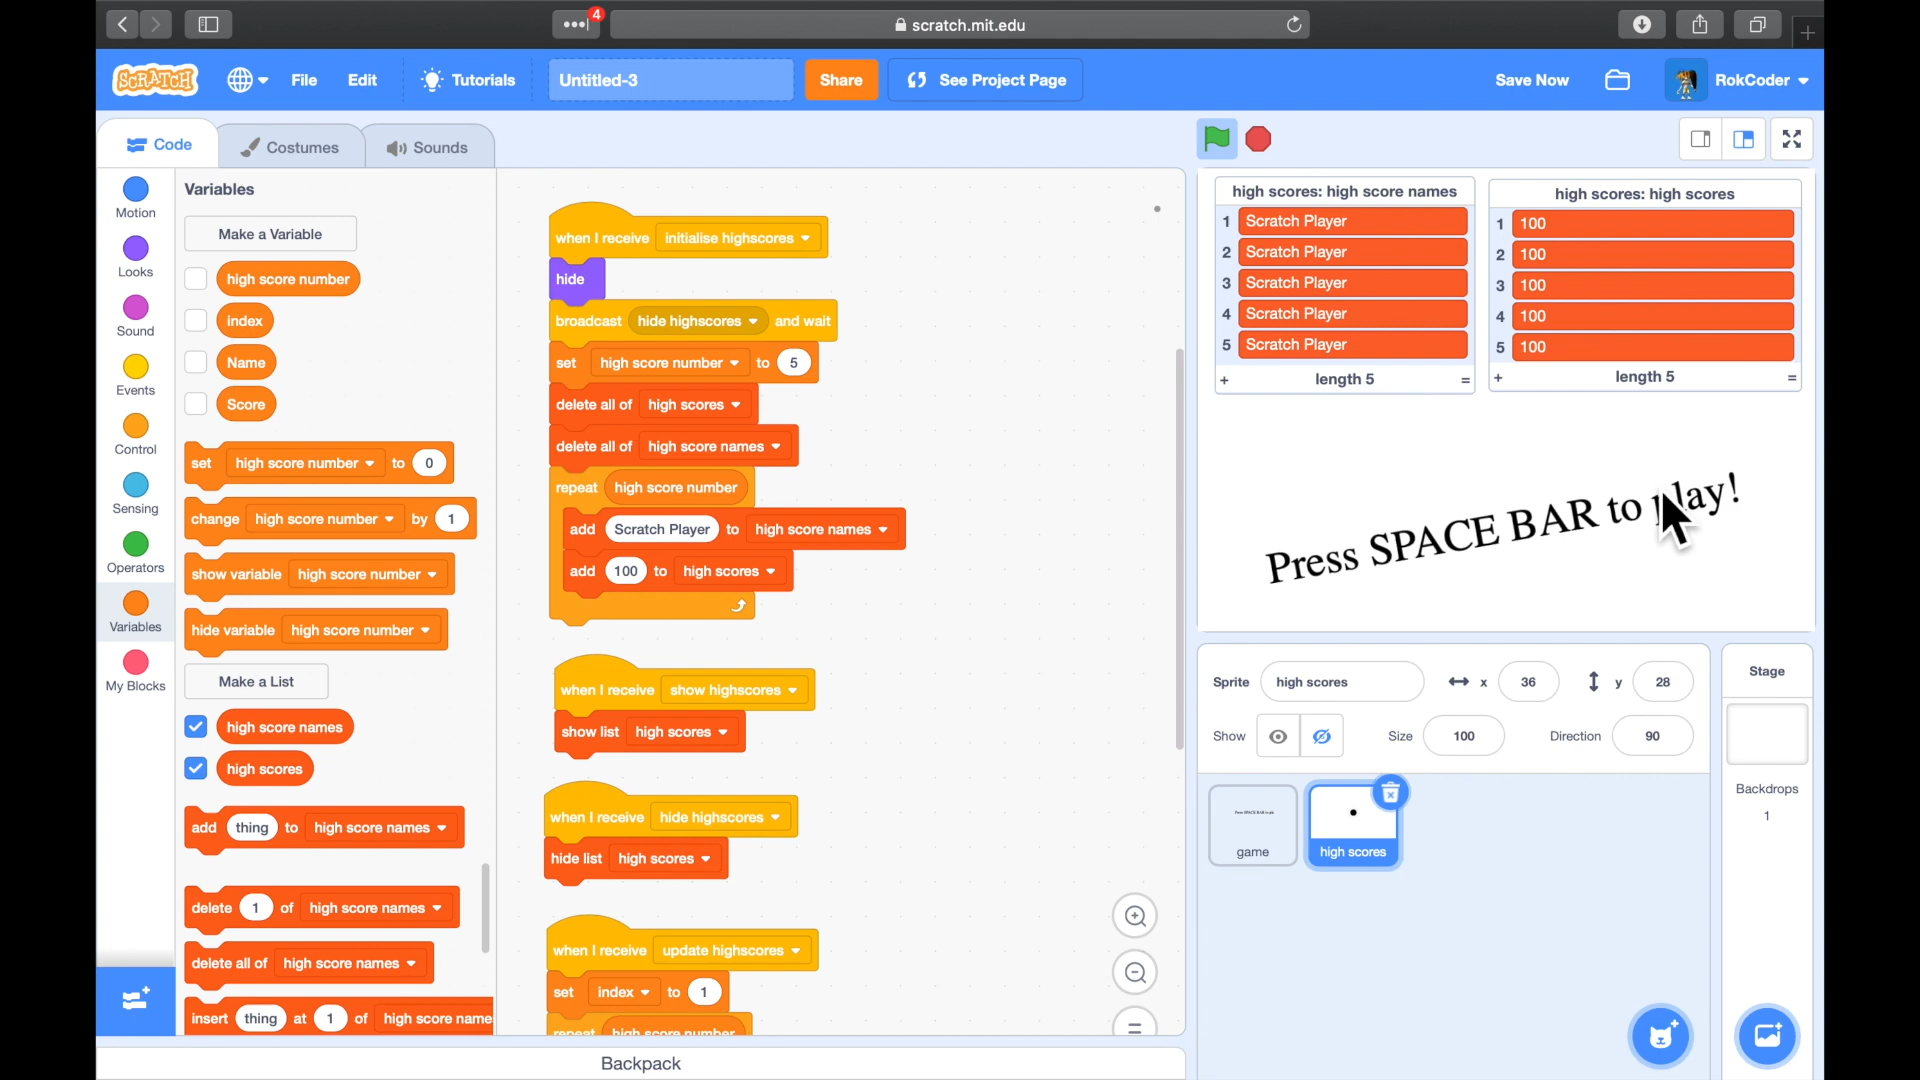 4
scratch.mit.edu
SCRATCH
File
Edit
Tutorials
Untitled-3
Share
See Project Page
Save Now
RokCoder
Code
Costumes
Sounds
Motion
Looks
Sound
Events
Control
Sensing
Operators
Variables
My Blocks
Variables
Make a Variable
high score number
index
Name
Score
set high score number to 0
change high score number by 1
show variable high score number
hide variable high score number
Make a List
high score names
high scores
add thing to high score names
delete 1 of high score names
delete all of high score names
insert thing at 1 of high score name
when I receive initialise highscores
hide
broadcast hide highscores and wait
set high score number to 5
delete all of high scores
delete all of high score names
repeat high score number
add Scratch Player to high score names
add 100 to high scores
when I receive show highscores
show list high scores
when I receive hide highscores
hide list high scores
when I receive update highscores
set index to 1
repeat high score number
Backpack
high scores: high score names
1 Scratch Player
2 Scratch Player
3 Scratch Player
4 Scratch Player
5 Scratch Player
+ length 5 =
high scores: high scores
1 100
2 100
3 100
4 100
5 100
+ length 5 =
Press SPACE BAR to play!
Sprite high scores x 36 y 28
Show Size 100 Direction 90
game
high scores
Stage
Backdrops
1